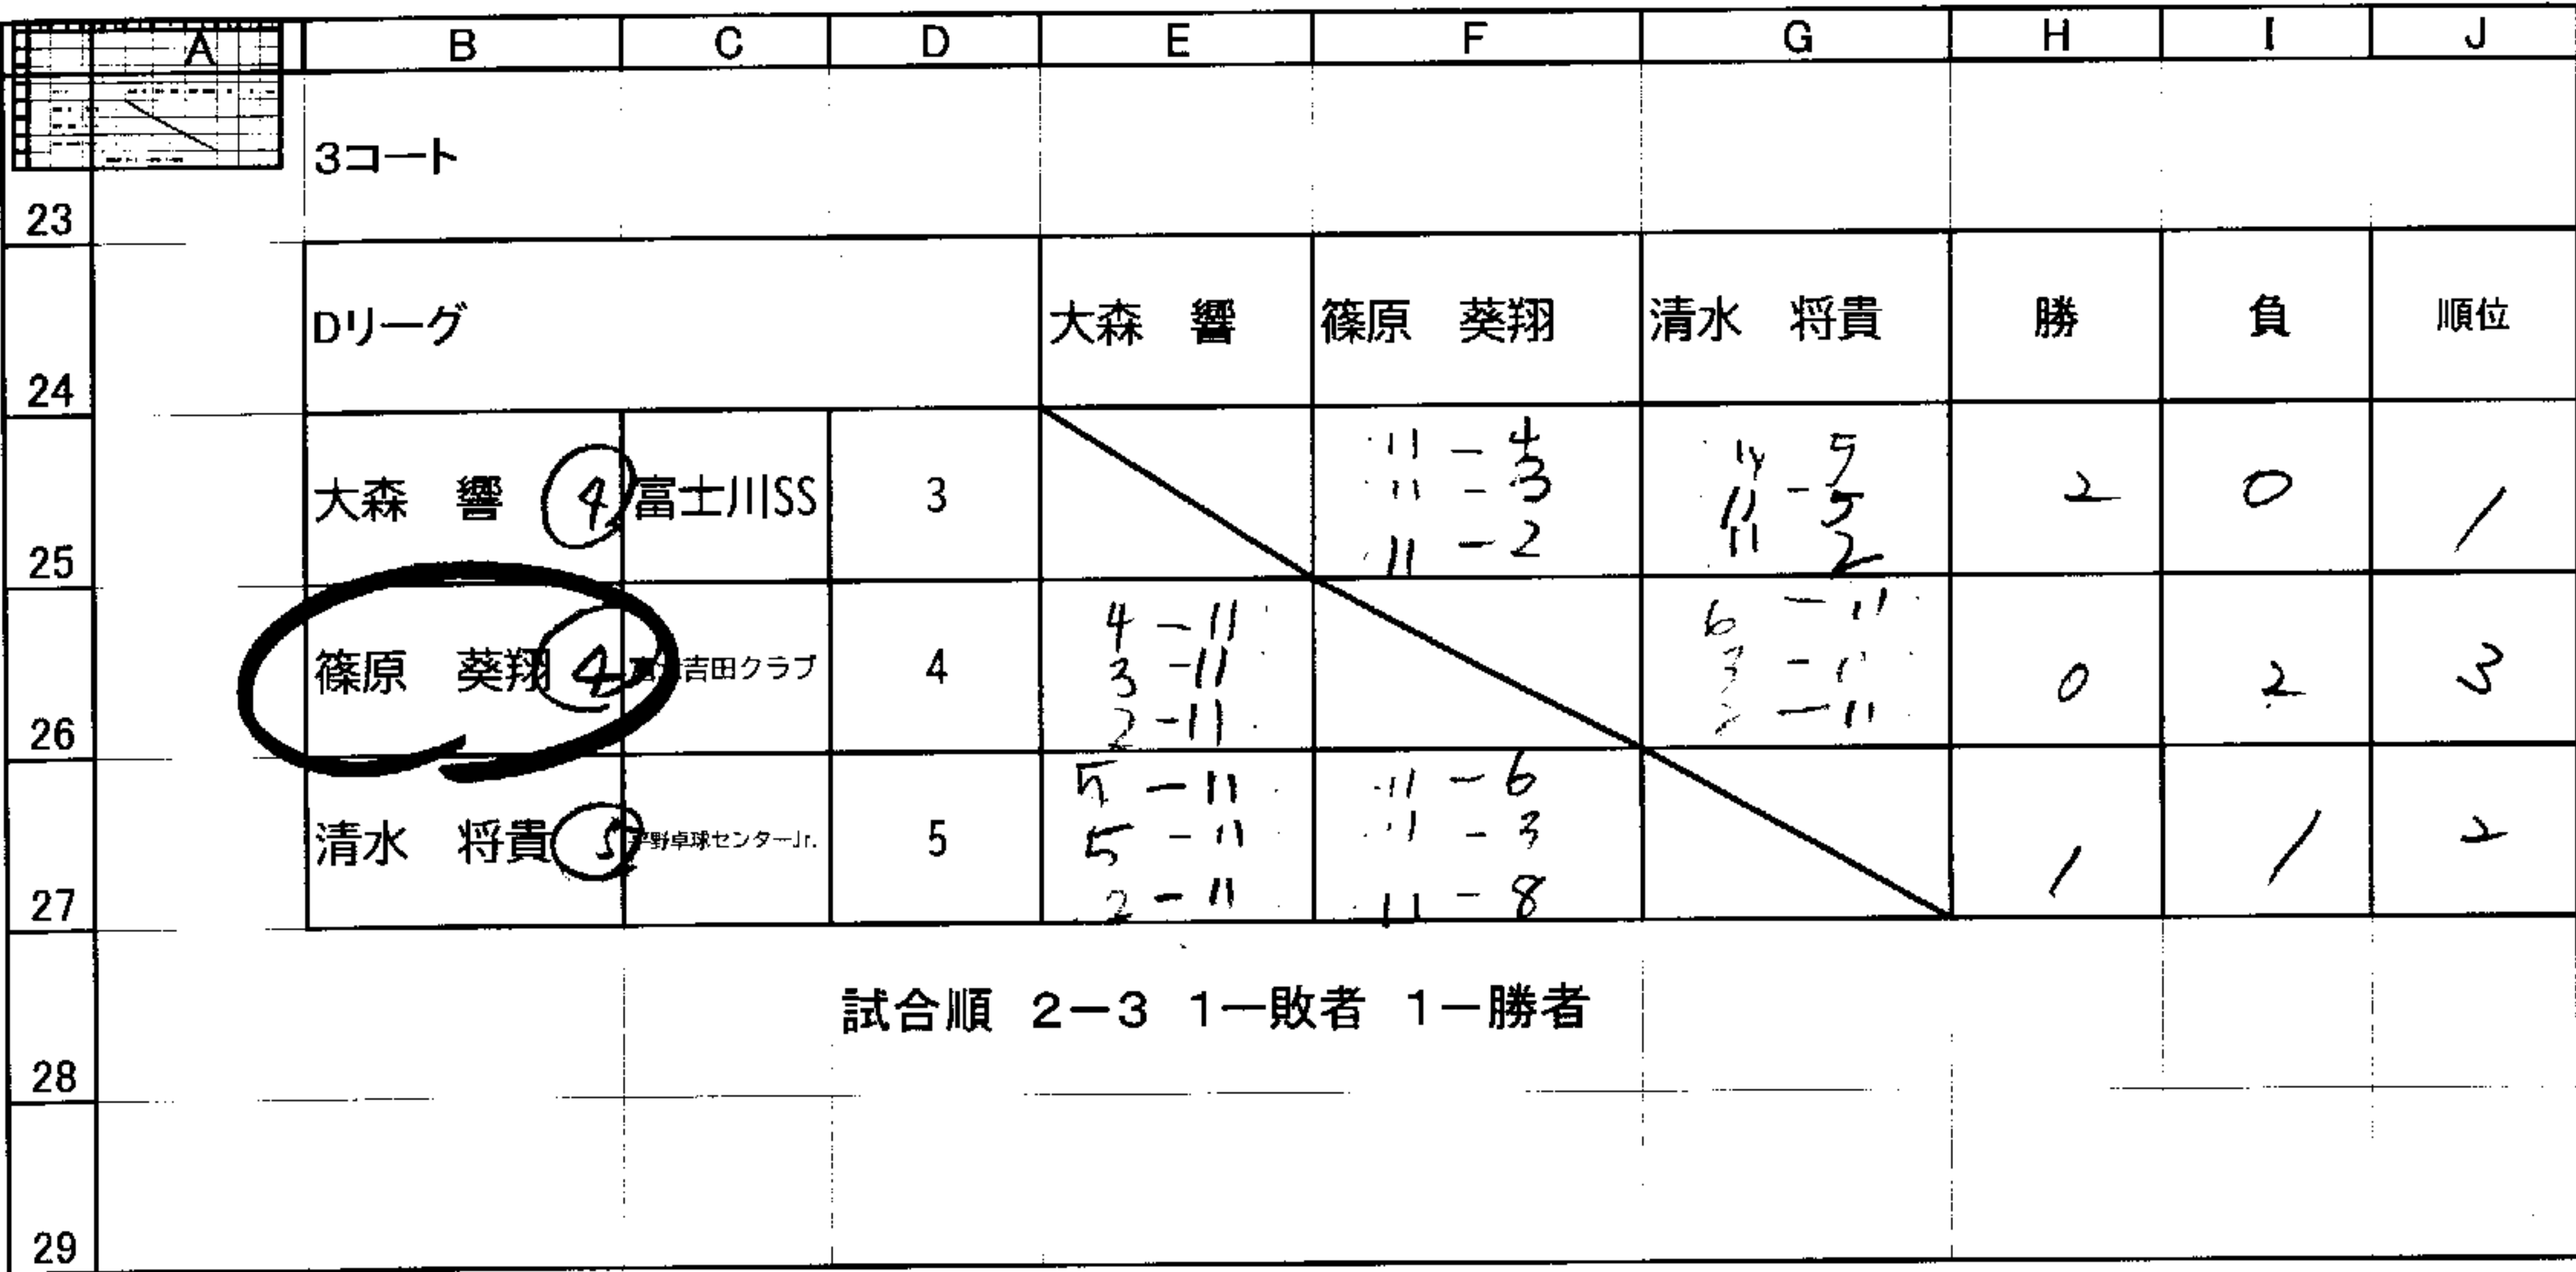 A B C D E F G H I J
3コート
23
Dリーグ 大森 響 篠原 葵翔 清水 将貴 勝 負 順位
24
11 - 4 11 5
大森 響 4 富士川SS 3 11 - 3 11 - 5 2 0 1
11 - 2 11 2
25
4 - 11 6 - 11
篠原 葵翔 4 吉田クラブ 4 3 - 11 3 - 0 2 3
2 - 11 - 11
26
5 - 11 11 - 6
清水 将貴 5 平野卓球センターJr. 5 5 - 11 11 - 3 1 1 2
2 - 11 11 - 8
27
試合順 2-3 1-敗者 1-勝者
28
29